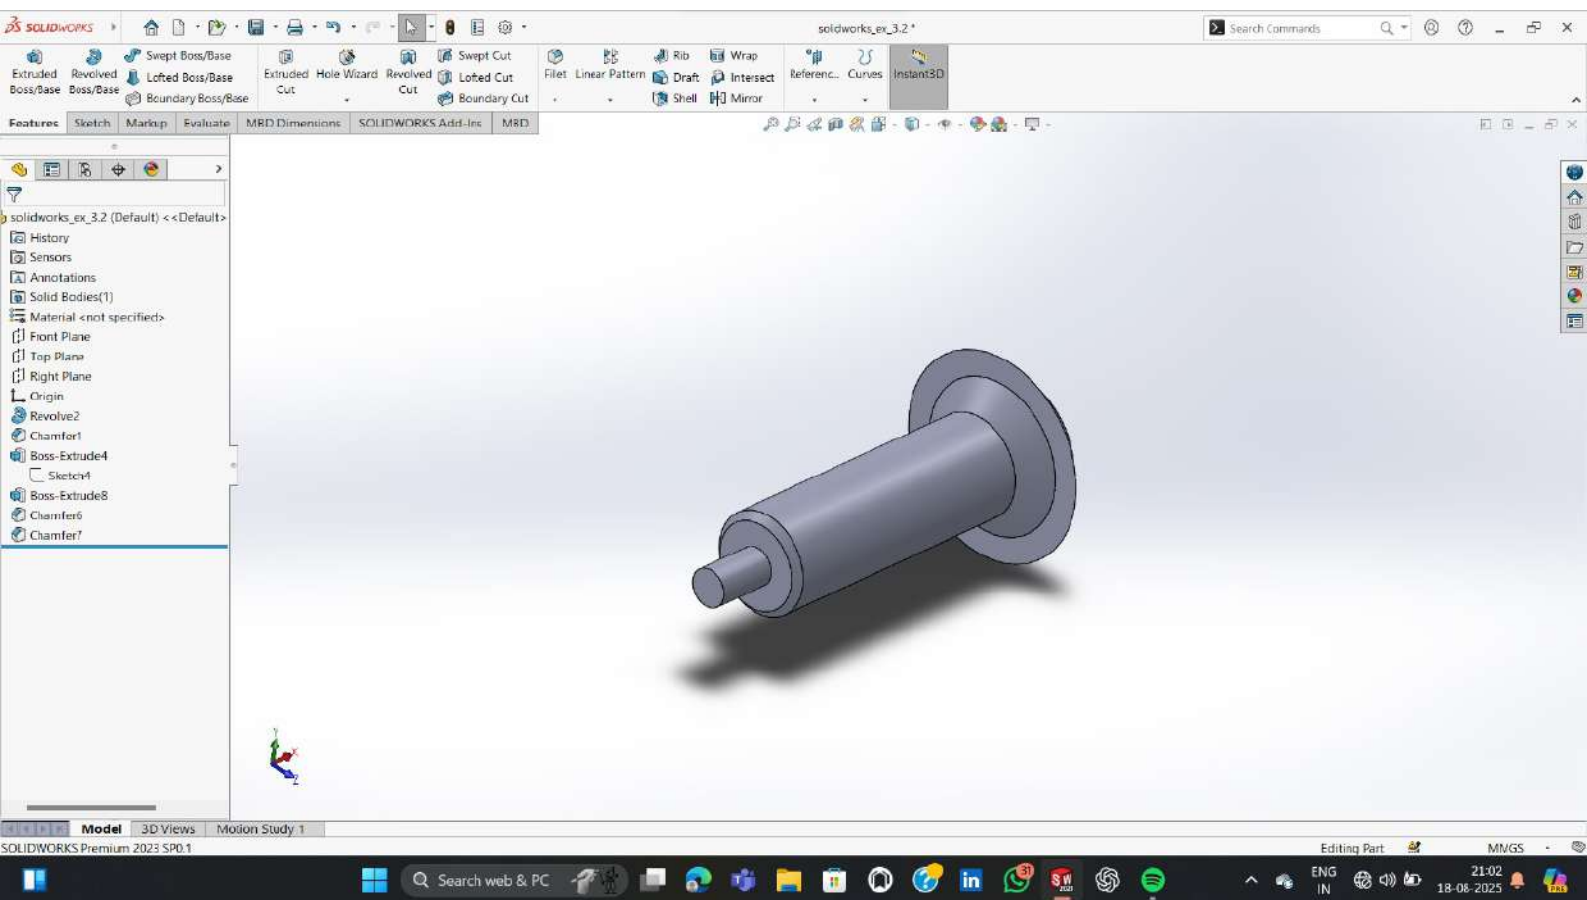 SOLIDWORKS
solidworks_ex_3.2 *
Search Commands
Extruded Boss/Base
Revolved Boss/Base
Swept Boss/Base
Lofted Boss/Base
Boundary Boss/Base
Extruded Cut
Hole Wizard
Revolved Cut
Swept Cut
Lofted Cut
Boundary Cut
Fillet
Linear Pattern
Rib
Draft
Shell
Wrap
Intersect
Mirror
Referenc...
Curves
Instant3D
Features Sketch Markup Evaluate MBD Dimensions SOLIDWORKS Add-Ins MBD
solidworks_ex_3.2 (Default) <<Default>
History
Sensors
Annotations
Solid Bodies(1)
Material <not specified>
Front Plane
Top Plane
Right Plane
Origin
Revolve2
Chamfer1
Boss-Extrude4
Sketch4
Boss-Extrude8
Chamfer6
Chamfer7
Y
X
Z
Model 3D Views Motion Study 1
SOLIDWORKS Premium 2023 SP0.1
Editing Part
MMGS
Search web & PC
in
31
SW
2023
ENG
IN
21:02
18-08-2025
PRE